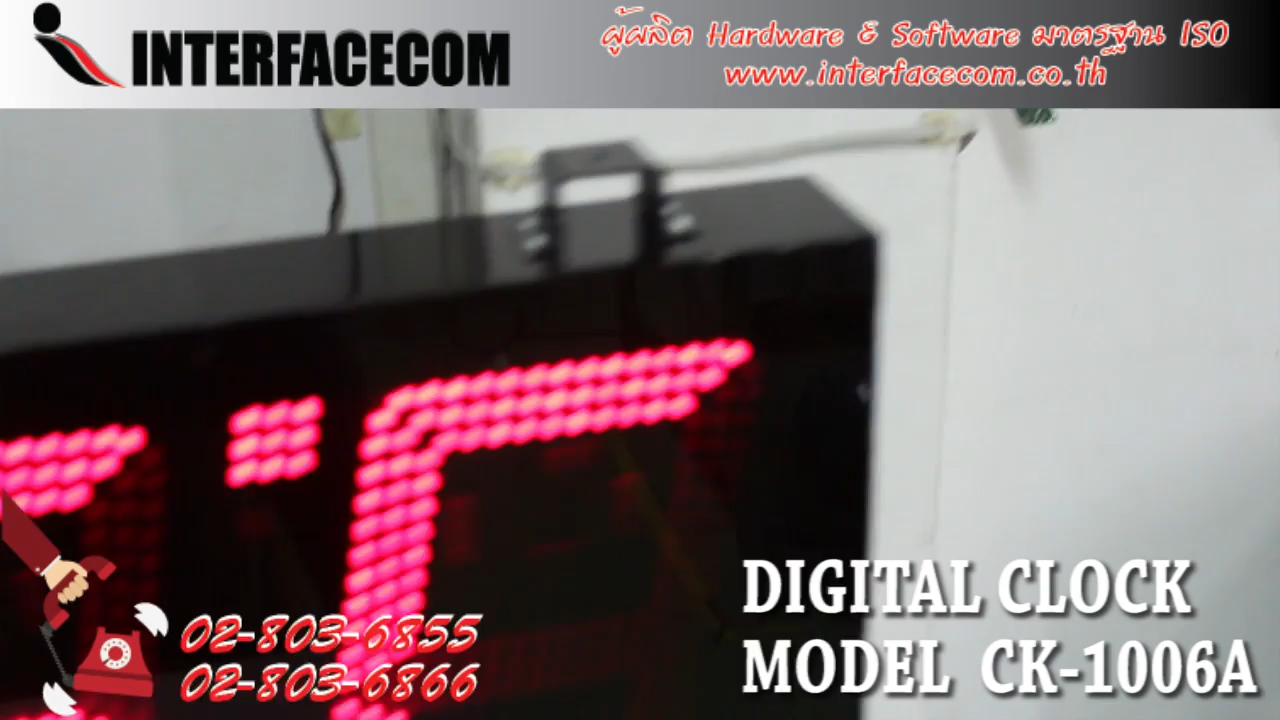 INTERFACECOM
ผู้ผลิต Hardware & Software มาตรฐาน ISO
www.interfacecom.co.th
DIGITAL CLOCK
MODEL CK-1006A
02-803-6855
02-803-6866